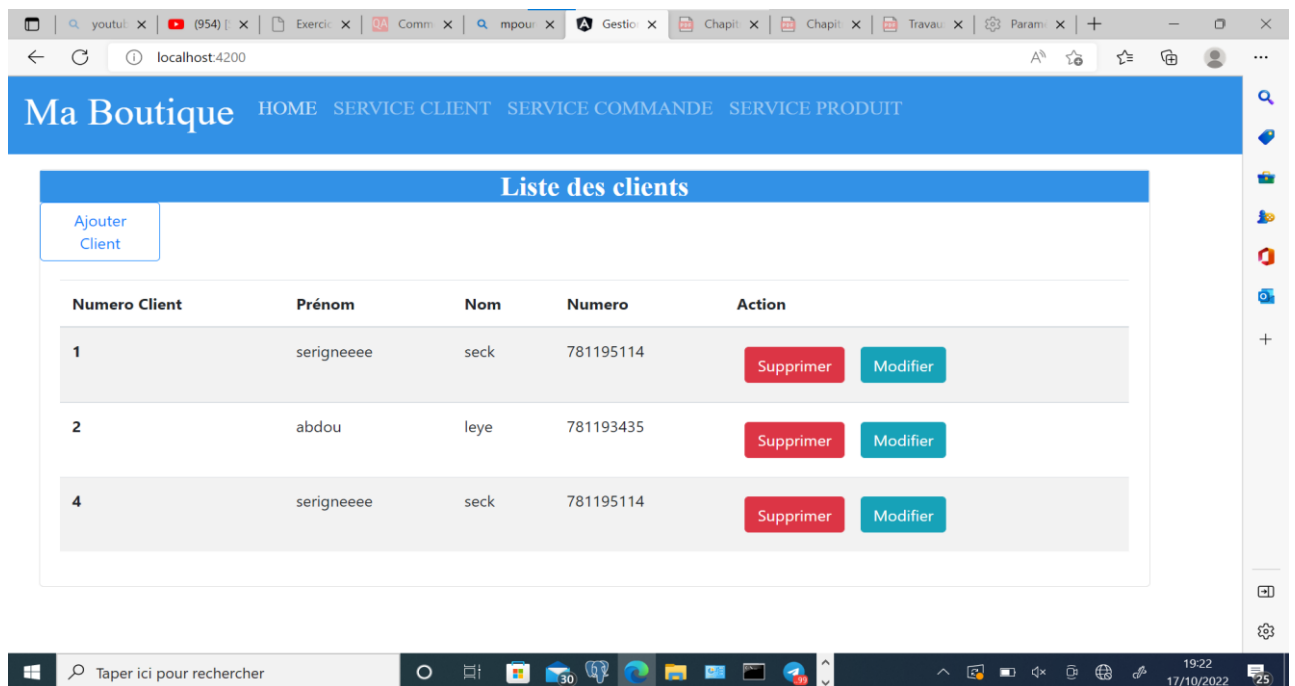 youtub (954) [ Exercic Comm mpour Gestion Chapit Chapit Travau Param
localhost:4200
Ma Boutique HOME SERVICE CLIENT SERVICE COMMANDE SERVICE PRODUIT
Liste des clients
Ajouter
Client
Numero Client Prénom Nom Numero Action
1 serigneeee seck 781195114 Supprimer Modifier
2 abdou leye 781193435 Supprimer Modifier
4 serigneeee seck 781195114 Supprimer Modifier
Taper ici pour rechercher 30 99 19:22
17/10/2022 25